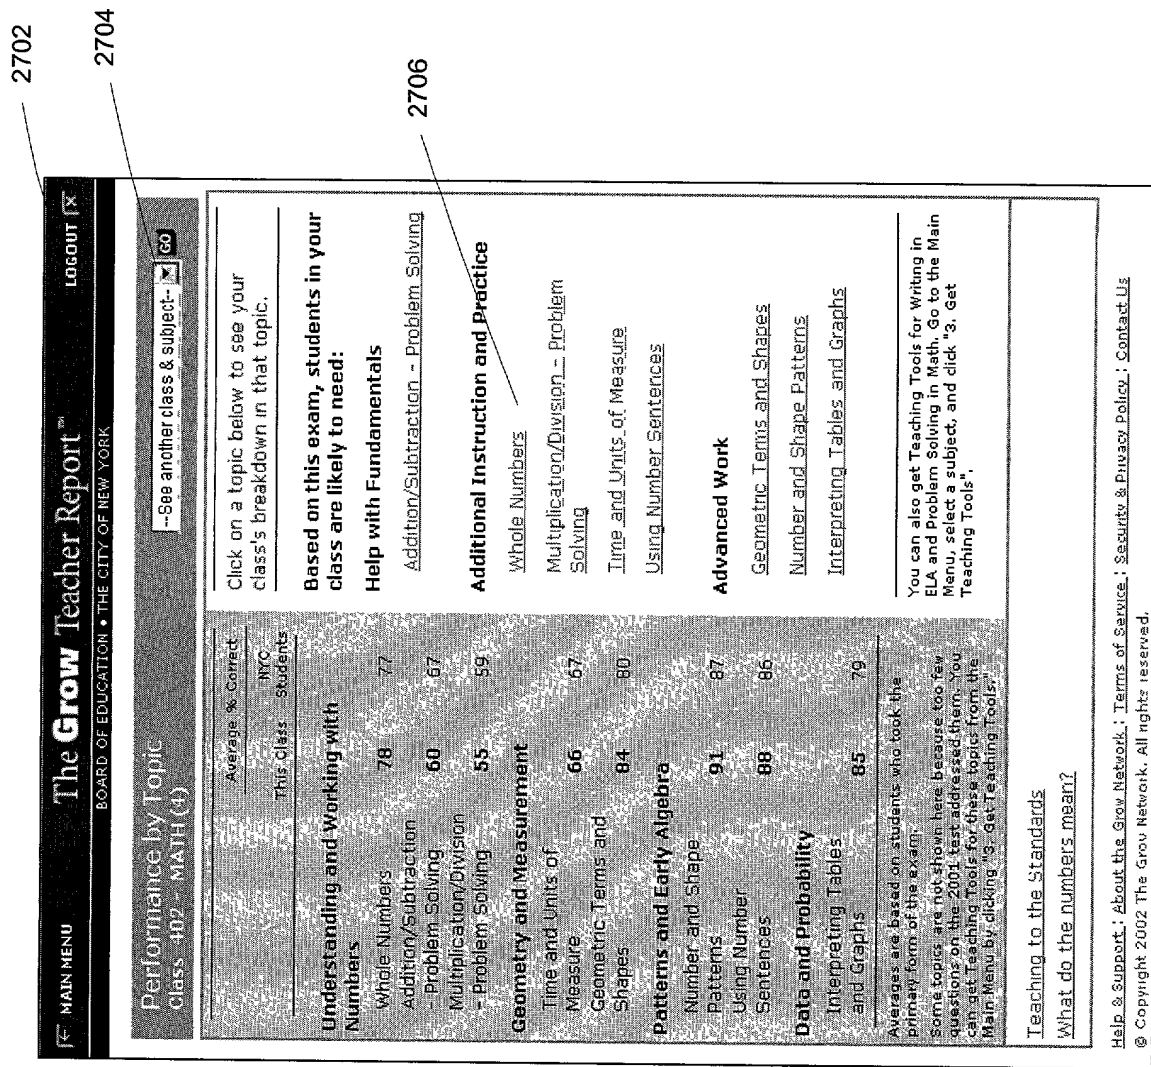 2702
2704
2706
MAIN MENU
The Grow Teacher Report™
LOGOUT
BOARD OF EDUCATION • THE CITY OF NEW YORK
Performance by Topic
Class 402 - MATH (4)
--See another class & subject--
GO
Average % Correct
This Class
NYC
Students
Understanding and Working with
Numbers
Whole Numbers 78 77
Addition/Subtraction
- Problem Solving 60 67
Multiplication/Division
- Problem Solving 55 59
Geometry and Measurement
Time and Units of
Measure 66 67
Geometric Terms and
Shapes 84 80
Patterns and Early Algebra
Number and Shape
Patterns 91 87
Using Number
Sentences 88 86
Data and Probability
Interpreting Tables
and Graphs 85 79
Averages are based on students who took the
primary form of the exam.
Some topics are not shown here because too few
questions on the 2001 test addressed them. You
can get Teaching Tools for these topics from the
Main Menu by clicking "3. Get Teaching Tools."
Click on a topic below to see your
class's breakdown in that topic.
Based on this exam, students in your
class are likely to need:
Help with Fundamentals
Addition/Subtraction - Problem Solving
Additional Instruction and Practice
Whole Numbers
Multiplication/Division - Problem
Solving
Time and Units of Measure
Using Number Sentences
Advanced Work
Geometric Terms and Shapes
Number and Shape Patterns
Interpreting Tables and Graphs
You can also get Teaching Tools for Writing in
ELA and Problem Solving in Math. Go to the Main
Menu, select a subject, and click "3. Get
Teaching Tools".
Teaching to the Standards
What do the numbers mean?
Help & Support ¦ About the Grow Network ¦ Terms of Service ¦ Security & Privacy Policy ¦ Contact Us
© Copyright 2002 The Grow Network. All rights reserved.